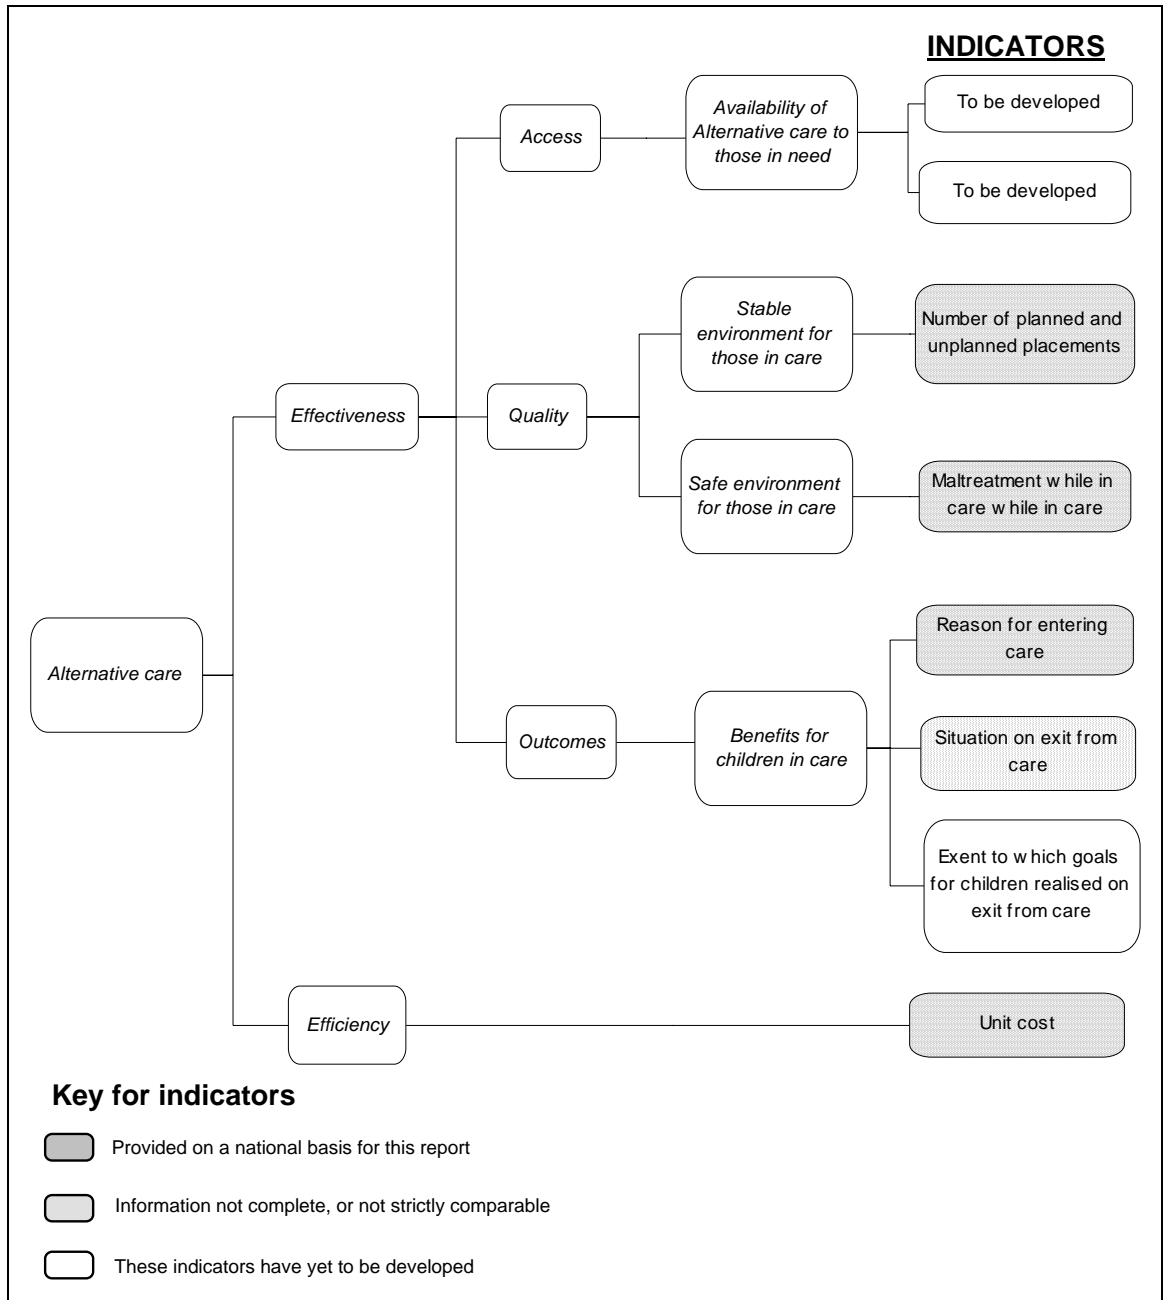 INDICATORS
Availability of
Alternative care to
those in need
To be developed
Access
To be developed
Stable
environment for
those in care
Number of planned and
unplanned placements
Effectiveness
Quality
Safe environment
for those in care
Maltreatment while in
care while in care
Reason for entering
care
Alternative care
Outcomes
Benefits for
children in care
Situation on exit from
care
Exent to which goals
for children realised on
exit from care
Efficiency
Unit cost
Key for indicators
Provided on a national basis for this report
Information not complete, or not strictly comparable
These indicators have yet to be developed